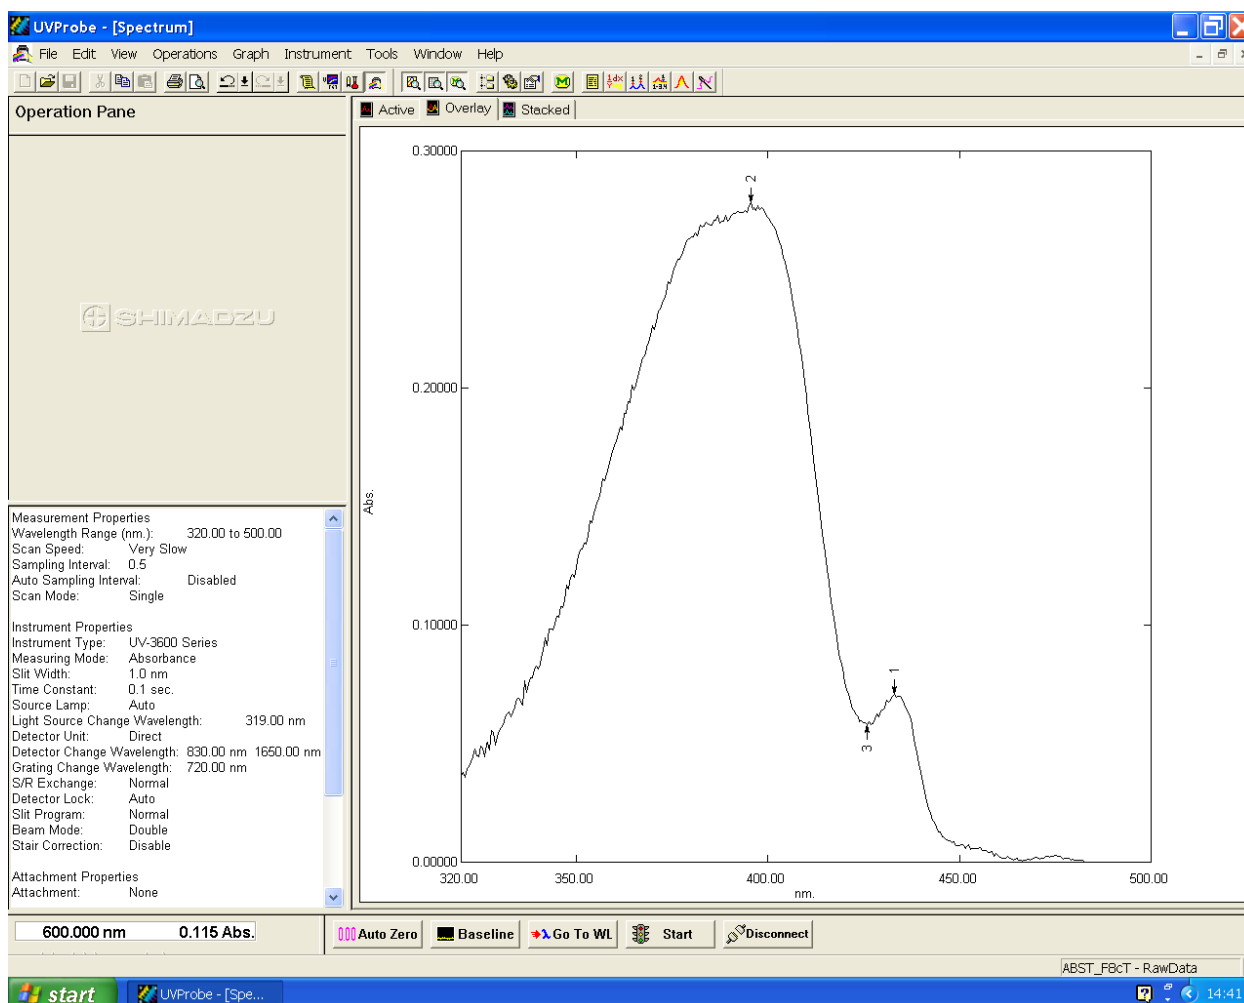 UVProbe - [Spectrum]
File Edit View Operations Graph Instrument Tools Window Help
Operation Pane
Active Overlay Stacked
SHIMADZU
Measurement Properties
Wavelength Range (nm.): 320.00 to 500.00
Scan Speed: Very Slow
Sampling Interval: 0.5
Auto Sampling Interval: Disabled
Scan Mode: Single
Instrument Properties
Instrument Type: UV-3600 Series
Measuring Mode: Absorbance
Slit Width: 1.0 nm
Time Constant: 0.1 sec.
Source Lamp: Auto
Light Source Change Wavelength: 319.00 nm
Detector Unit: Direct
Detector Change Wavelength: 830.00 nm 1650.00 nm
Grating Change Wavelength: 720.00 nm
S/R Exchange: Normal
Detector Lock: Auto
Slit Program: Normal
Beam Mode: Double
Stair Correction: Disable
Attachment Properties
Attachment: None
0.30000
0.20000
0.10000
0.00000
Abs.
2
1
3
320.00 350.00 400.00 450.00 500.00
nm.
600.000 nm 0.115 Abs.
Auto Zero Baseline Go To WL Start Disconnect
ABST_F8cT - RawData
start UVProbe - [Spe... 14:41